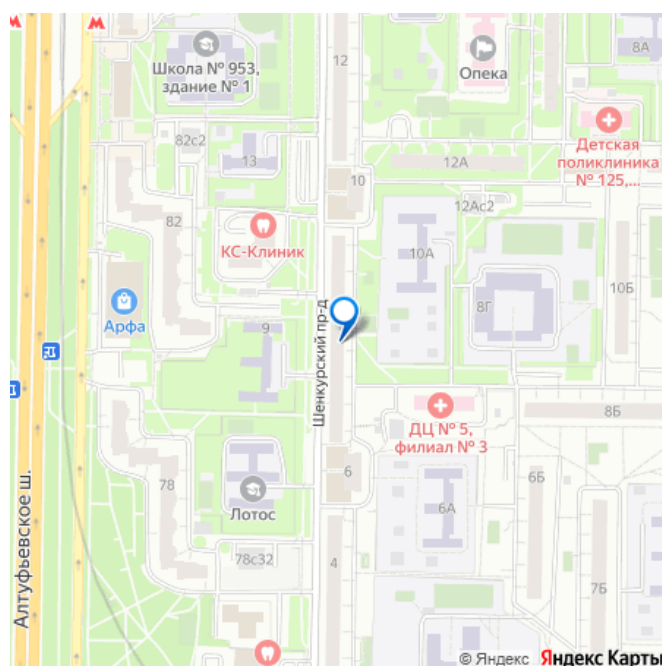 Школа № 953,
здание № 1
12
Опека
8А
82с2
13
12А
Детская
поликлиника
№ 125,...
10
12Ас2
82
КС-Клиник
10А
10Б
8Г
Арфа
9
Шенкурский пр-д
ДЦ № 5,
филиал № 3
8Б
78
6
6Б
6А
Лотос
78с32
4
7Б
Алтуфьевское ш.
© Яндекс Яндекс Карты